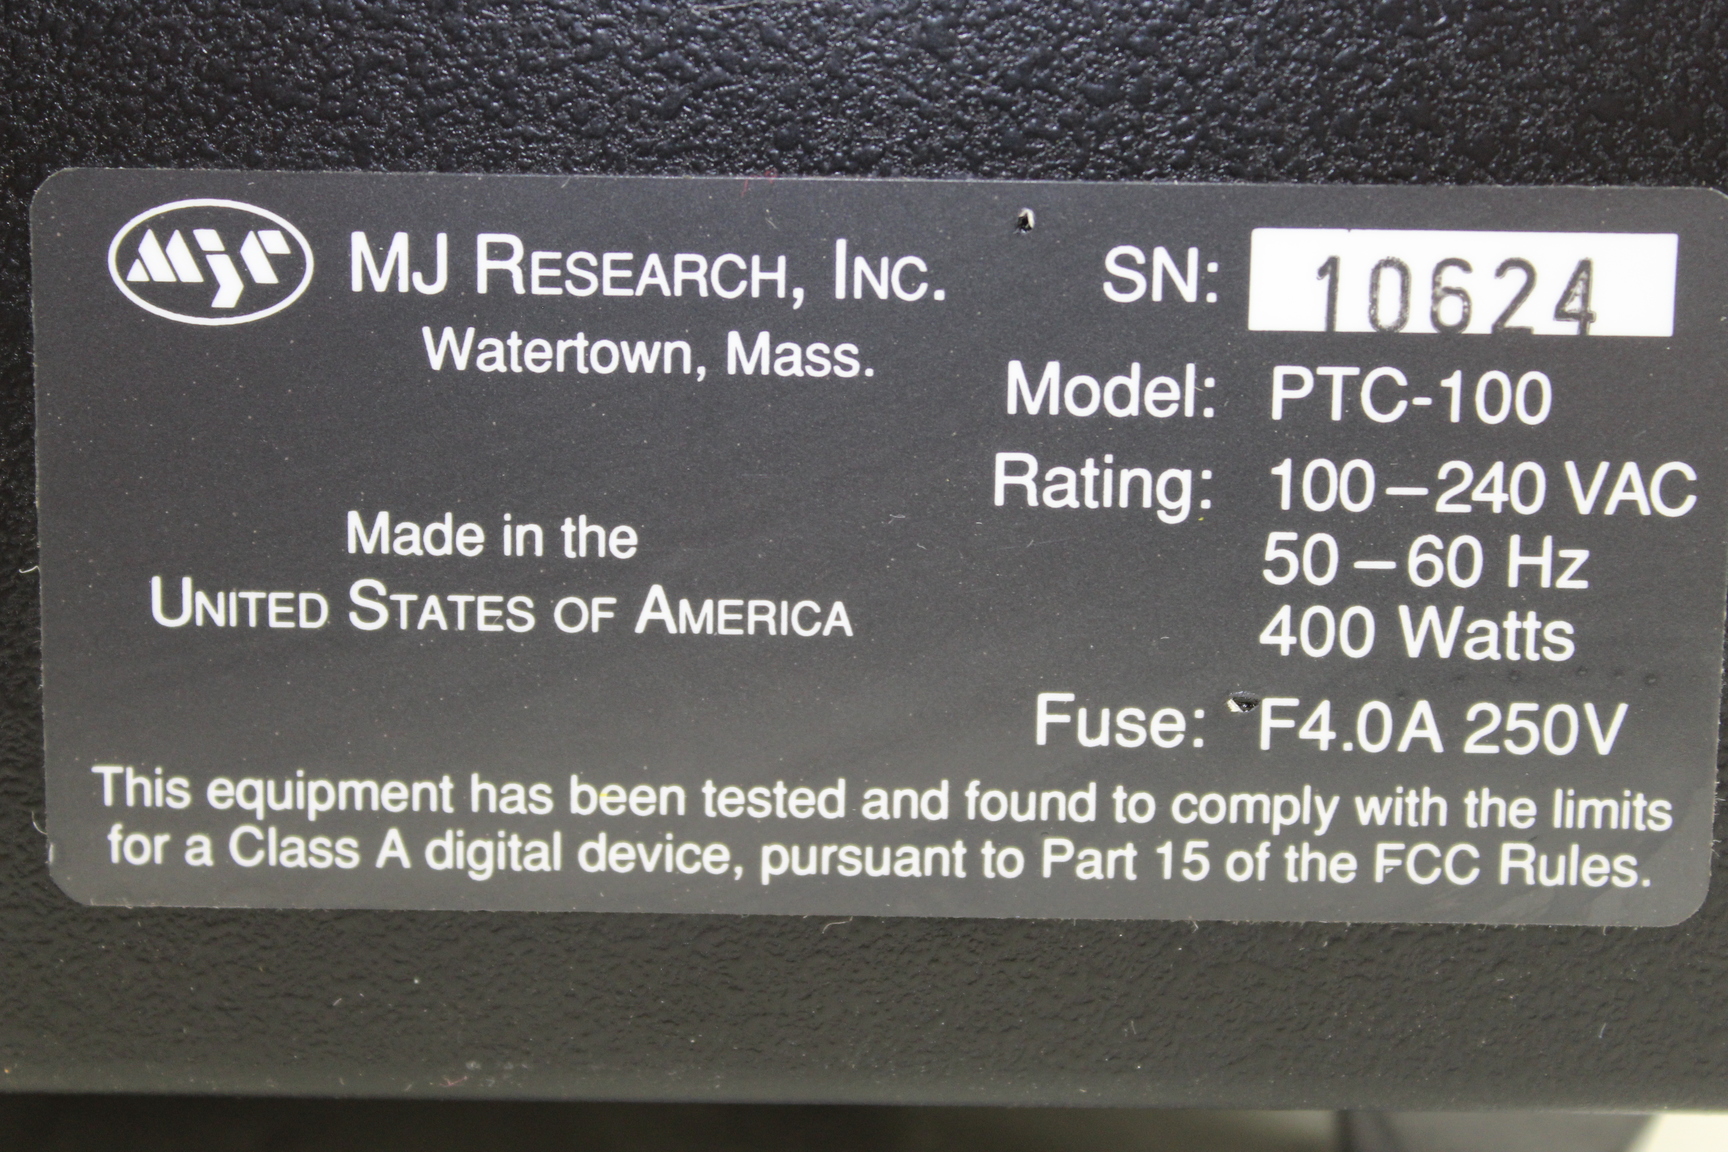 MJR MJ RESEARCH, INC.
Watertown, Mass.
SN: 10624
Model: PTC-100
Rating: 100–240 VAC
50–60 Hz
400 Watts
Made in the
UNITED STATES OF AMERICA
Fuse: F4.0A 250V
This equipment has been tested and found to comply with the limits
for a Class A digital device, pursuant to Part 15 of the FCC Rules.